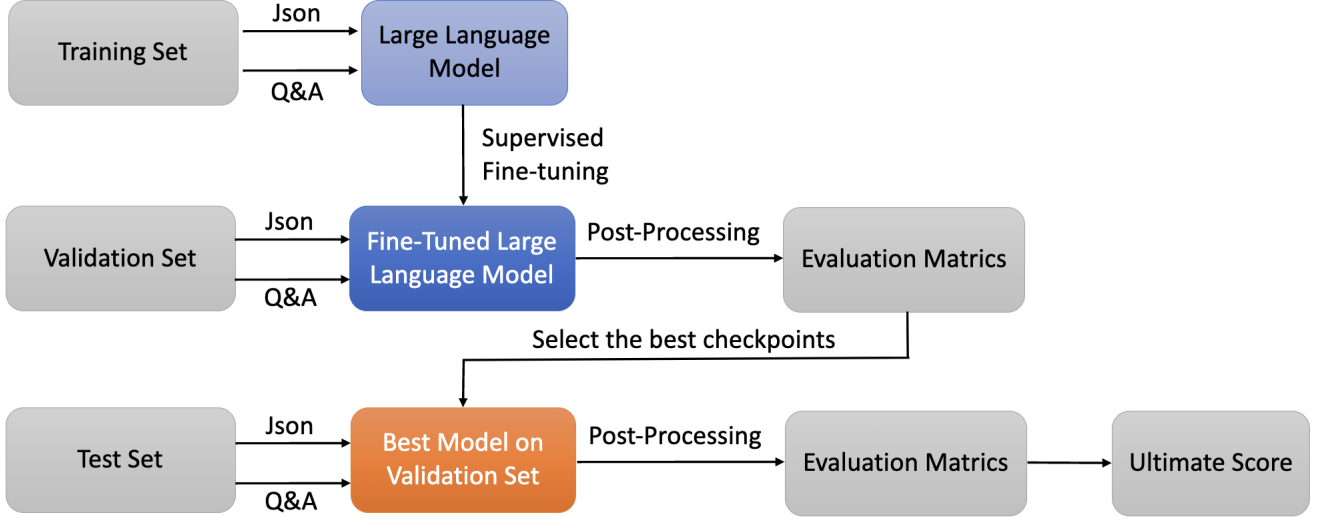 Json
Training Set
Q&A
Large Language
Model
Supervised
Fine-tuning
Json
Validation Set
Q&A
Fine-Tuned Large
Language Model
Post-Processing
Evaluation Matrics
Select the best checkpoints
Json
Test Set
Q&A
Best Model on
Validation Set
Post-Processing
Evaluation Matrics
Ultimate Score